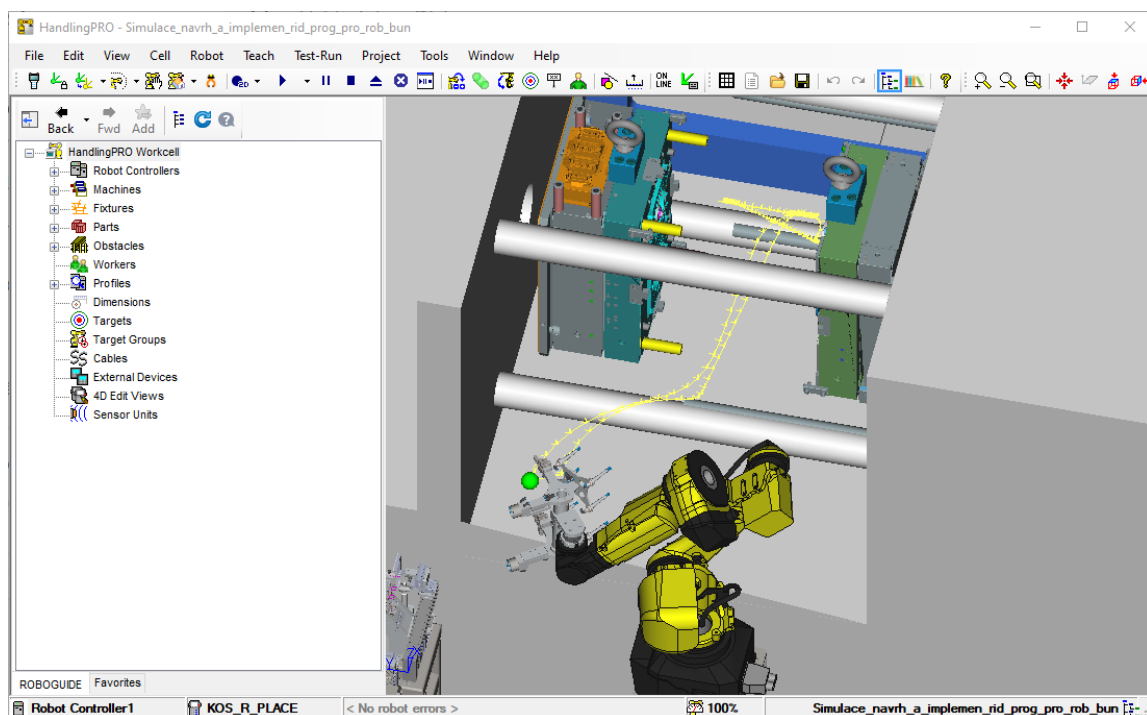 HandlingPRO - Simulace_navrh_a_implemen_rid_prog_pro_rob_bun
File Edit View Cell Robot Teach Test-Run Project Tools Window Help
2D ON LINE
Back Fwd Add
HandlingPRO Workcell
Robot Controllers
Machines
Fixtures
Parts
Obstacles
Workers
Profiles
Dimensions
Targets
Target Groups
Cables
External Devices
4D Edit Views
Sensor Units
ROBOGUIDE Favorites
Robot Controller1 KOS_R_PLACE < No robot errors > 100% Simulace_navrh_a_implemen_rid_prog_pro_rob_bun